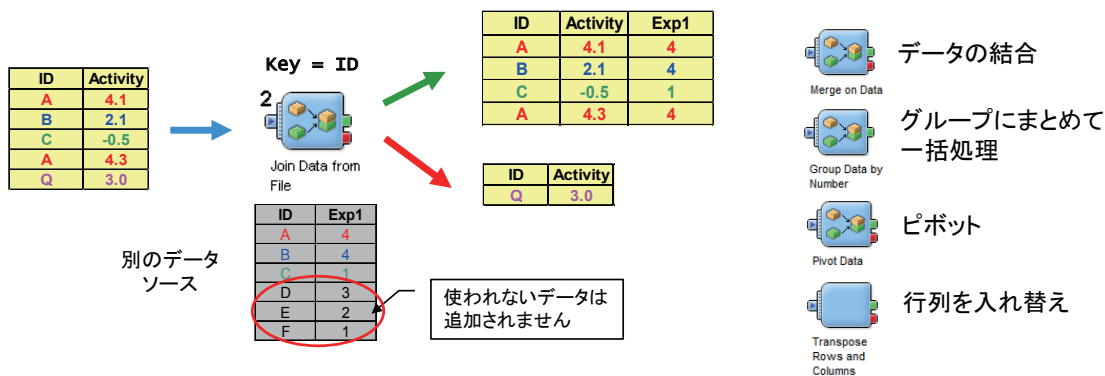 ID Activity
A 4.1
B 2.1
C -0.5
A 4.3
Q 3.0
Key = ID
2
Join Data from
File
ID Activity Exp1
A 4.1 4
B 2.1 4
C -0.5 1
A 4.3 4
ID Activity
Q 3.0
別のデータ
ソース
ID Exp1
A 4
B 4
C 1
D 3
E 2
F 1
使われないデータは
追加されません
データの結合
Merge on Data
グループにまとめて
一括処理
Group Data by
Number
ピボット
Pivot Data
行列を入れ替え
Transpose
Rows and
Columns